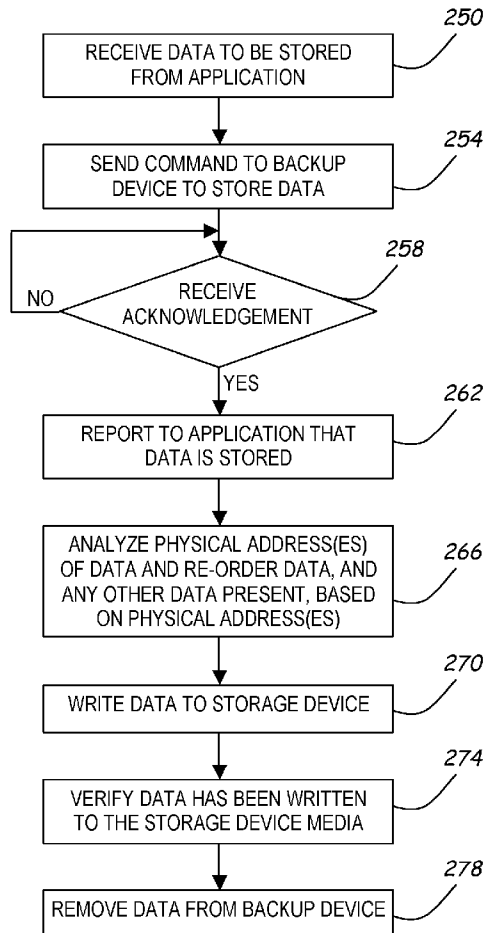 250
RECEIVE DATA TO BE STORED
FROM APPLICATION
254
SEND COMMAND TO BACKUP
DEVICE TO STORE DATA
258
RECEIVE
ACKNOWLEDGEMENT
NO
YES
262
REPORT TO APPLICATION THAT
DATA IS STORED
266
ANALYZE PHYSICAL ADDRESS(ES)
OF DATA AND RE-ORDER DATA, AND
ANY OTHER DATA PRESENT, BASED
ON PHYSICAL ADDRESS(ES)
270
WRITE DATA TO STORAGE DEVICE
274
VERIFY DATA HAS BEEN WRITTEN
TO THE STORAGE DEVICE MEDIA
278
REMOVE DATA FROM BACKUP DEVICE